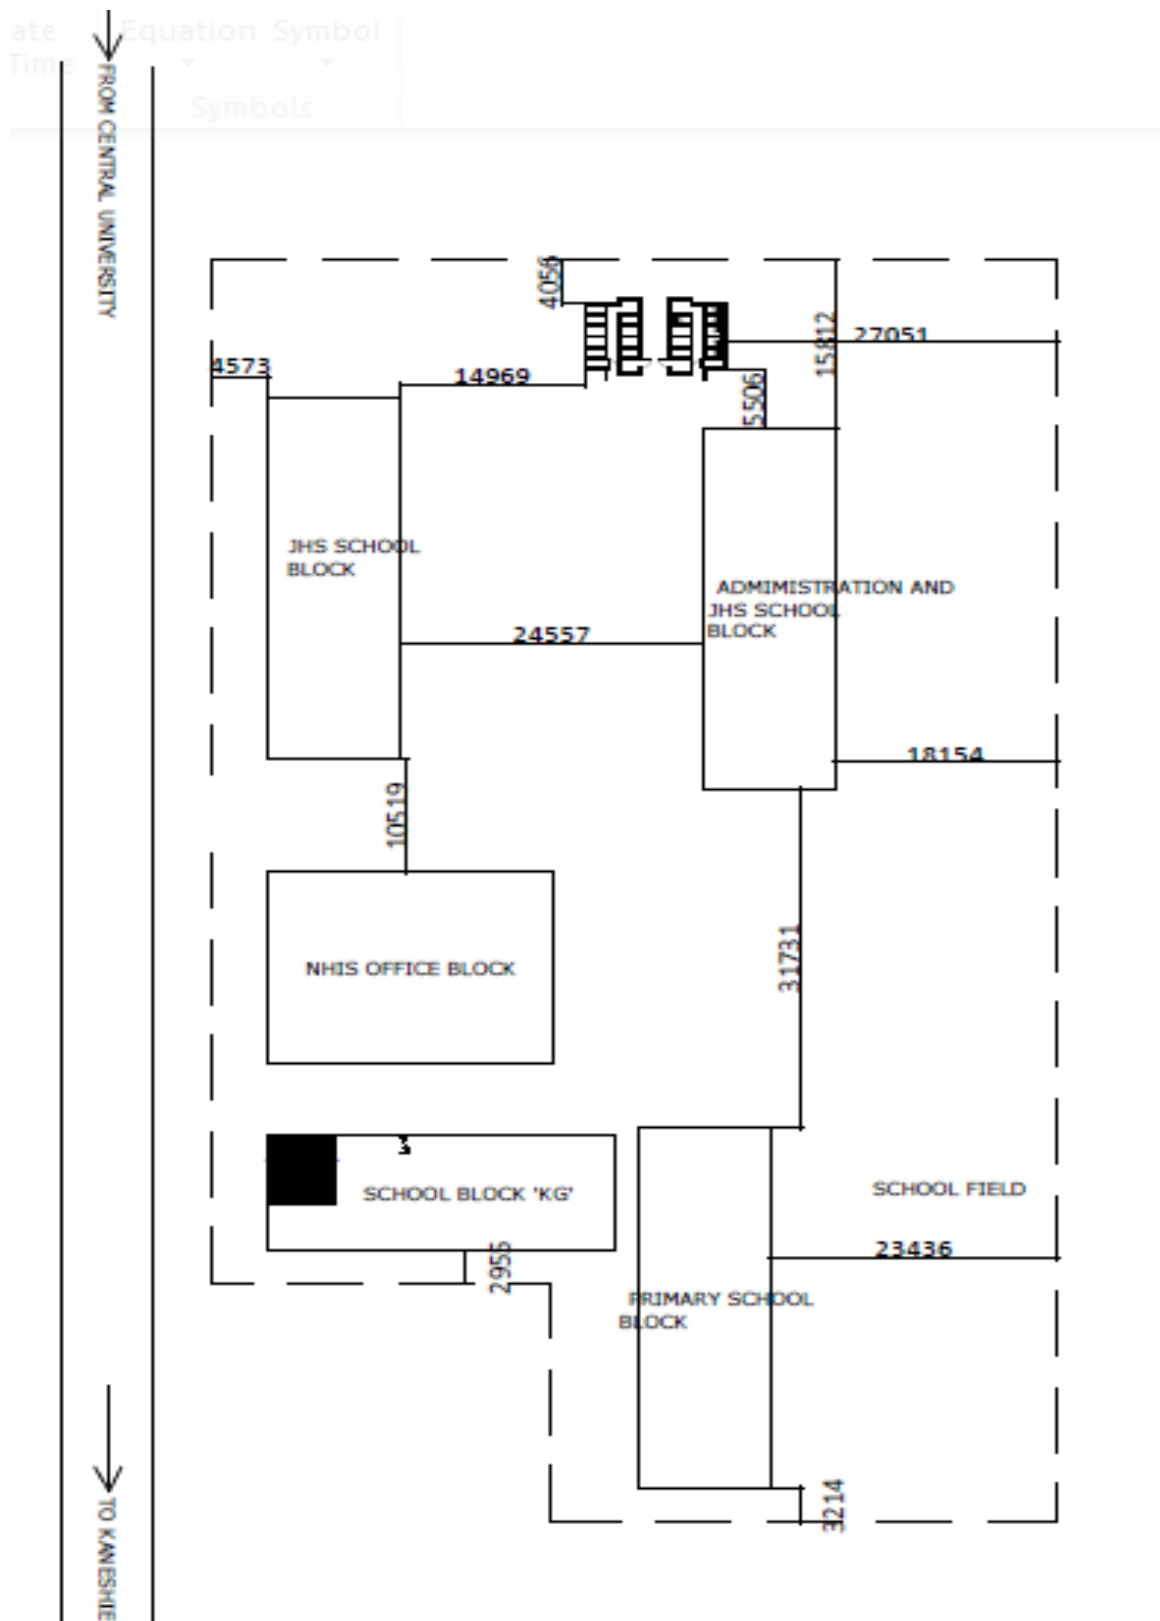 ate
Equation Symbol
Time
Symbols
FROM CENTRAL UNIVERSITY
4056
15812
27051
4573
14969
5506
JHS SCHOOL
BLOCK
ADMIMISTRATION AND
JHS SCHOOL
BLOCK
24557
18154
10519
31731
NHIS OFFICE BLOCK
SCHOOL BLOCK 'KG'
SCHOOL FIELD
23436
2955
PRIMARY SCHOOL
BLOCK
3214
TO KANESHIE